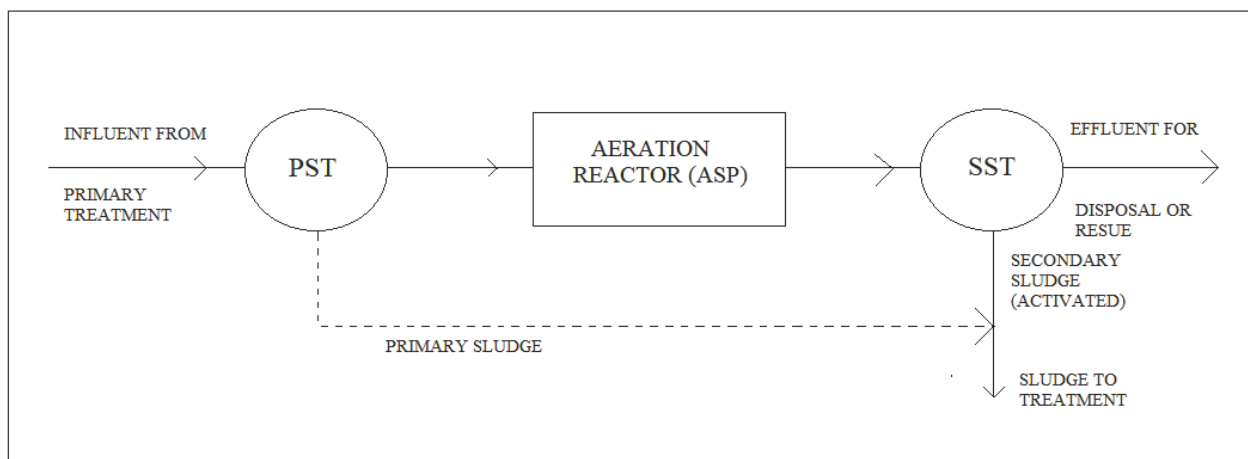 INFLUENT FROM
PRIMARY
TREATMENT
PST
AERATION
REACTOR (ASP)
SST
EFFLUENT FOR
DISPOSAL OR
RESUE
SECONDARY
SLUDGE
(ACTIVATED)
PRIMARY SLUDGE
SLUDGE TO
TREATMENT